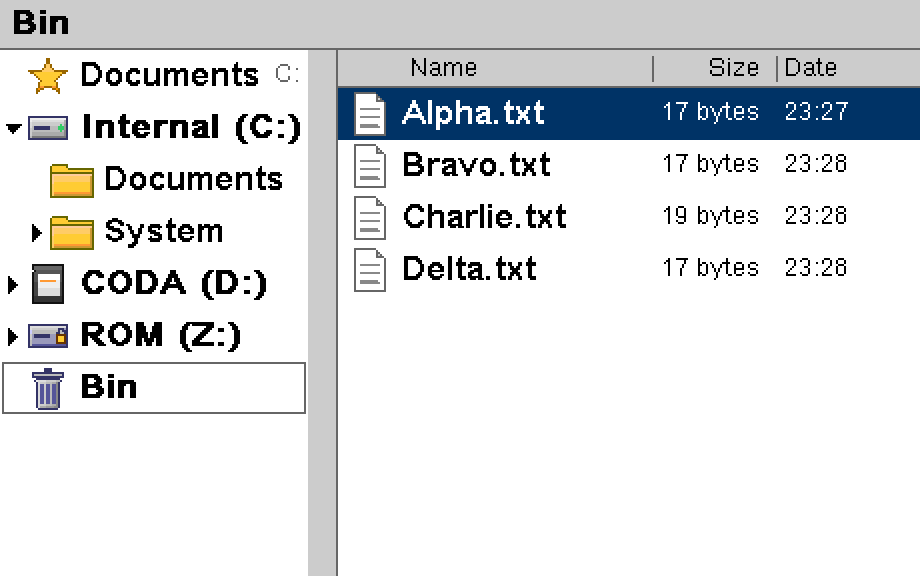 Bin
Documents C:
Internal (C:)
Documents
System
CODA (D:)
ROM (Z:)
Bin
Name Size Date
Alpha.txt 17 bytes 23:27
Bravo.txt 17 bytes 23:28
Charlie.txt 19 bytes 23:28
Delta.txt 17 bytes 23:28